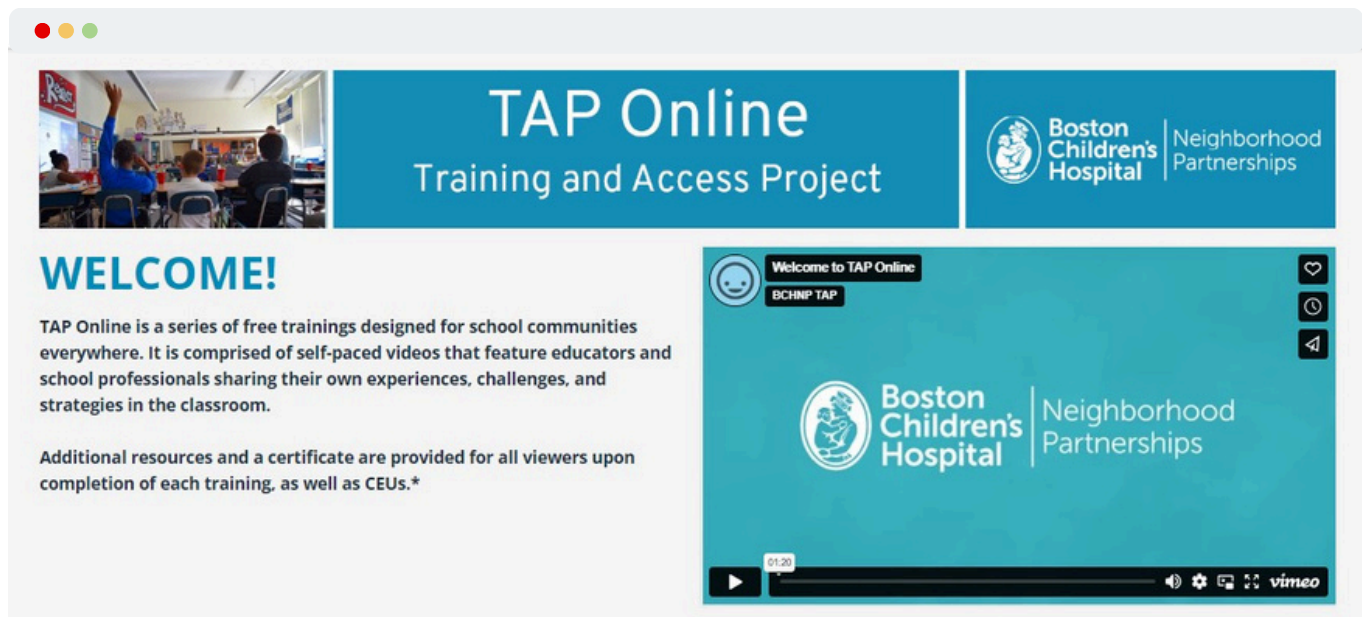 Read
TAP Online
Training and Access Project
Boston
Children's
Hospital
Neighborhood
Partnerships
WELCOME!
TAP Online is a series of free trainings designed for school communities
everywhere. It is comprised of self-paced videos that feature educators and
school professionals sharing their own experiences, challenges, and
strategies in the classroom.
Additional resources and a certificate are provided for all viewers upon
completion of each training, as well as CEUs.*
Welcome to TAP Online
BCHNP TAP
Boston
Children's
Hospital
Neighborhood
Partnerships
01:20
vimeo